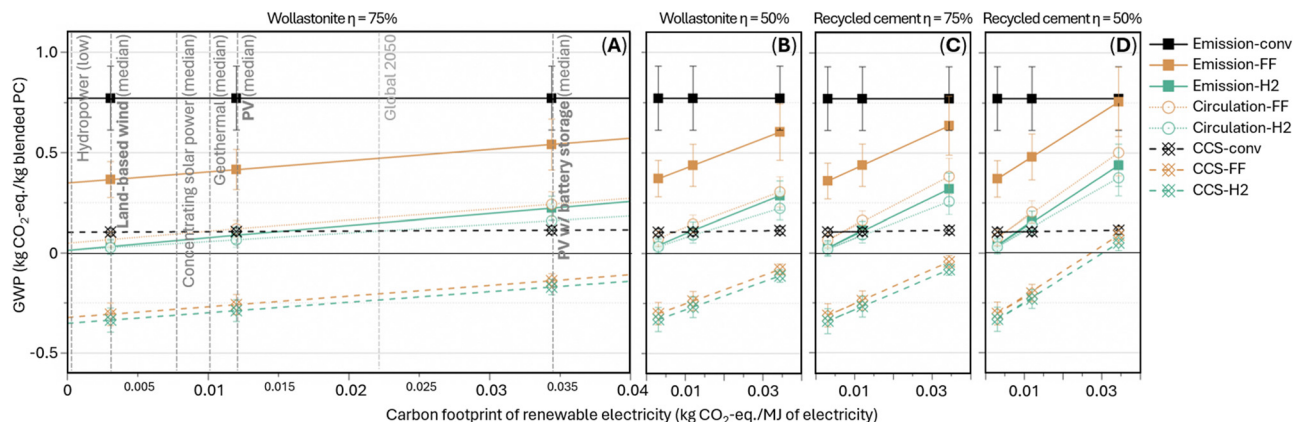 Wollastonite η = 75%
Wollastonite η = 50%
Recycled cement η = 75%
Recycled cement η = 50%
(A)
(B)
(C)
(D)
GWP (kg CO₂-eq./kg blended PC)
1.0
0.5
0
-0.5
Hydropower (low)
Land-based wind (median)
Concentrating solar power (median)
Geothermal (median)
PV (median)
Global 2050
PV w/ battery storage (median)
Emission-conv
Emission-FF
Emission-H2
Circulation-FF
Circulation-H2
CCS-conv
CCS-FF
CCS-H2
0
0.005
0.01
0.015
0.02
0.025
0.03
0.035
0.04
0.01
0.03
0.01
0.03
0.01
0.03
Carbon footprint of renewable electricity (kg CO₂-eq./MJ of electricity)